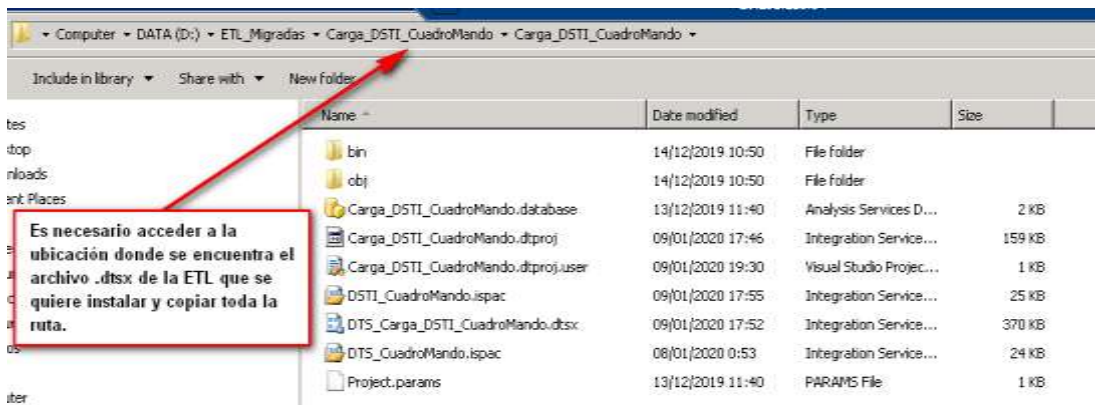 Computer DATA (D:) ETL_Migradas Carga_DSTI_CuadroMando Carga_DSTI_CuadroMando
Include in library Share with New folder
Name Date modified Type Size
bin 14/12/2019 10:50 File folder
obj 14/12/2019 10:50 File folder
Carga_DSTI_CuadroMando.database 13/12/2019 11:40 Analysis Services D... 2 KB
Carga_DSTI_CuadroMando.dtproj 09/01/2020 17:46 Integration Service... 159 KB
Carga_DSTI_CuadroMando.dtproj.user 09/01/2020 19:30 Visual Studio Projec... 1 KB
DSTI_CuadroMando.ispac 09/01/2020 17:55 Integration Service... 25 KB
DTS_Carga_DSTI_CuadroMando.dtsx 09/01/2020 17:52 Integration Service... 370 KB
DTS_CuadroMando.ispac 08/01/2020 0:53 Integration Service... 24 KB
Project.params 13/12/2019 11:40 PARAMS File 1 KB
Es necesario acceder a la
ubicación donde se encuentra el
archivo .dtsx de la ETL que se
quiere instalar y copiar toda la
ruta.